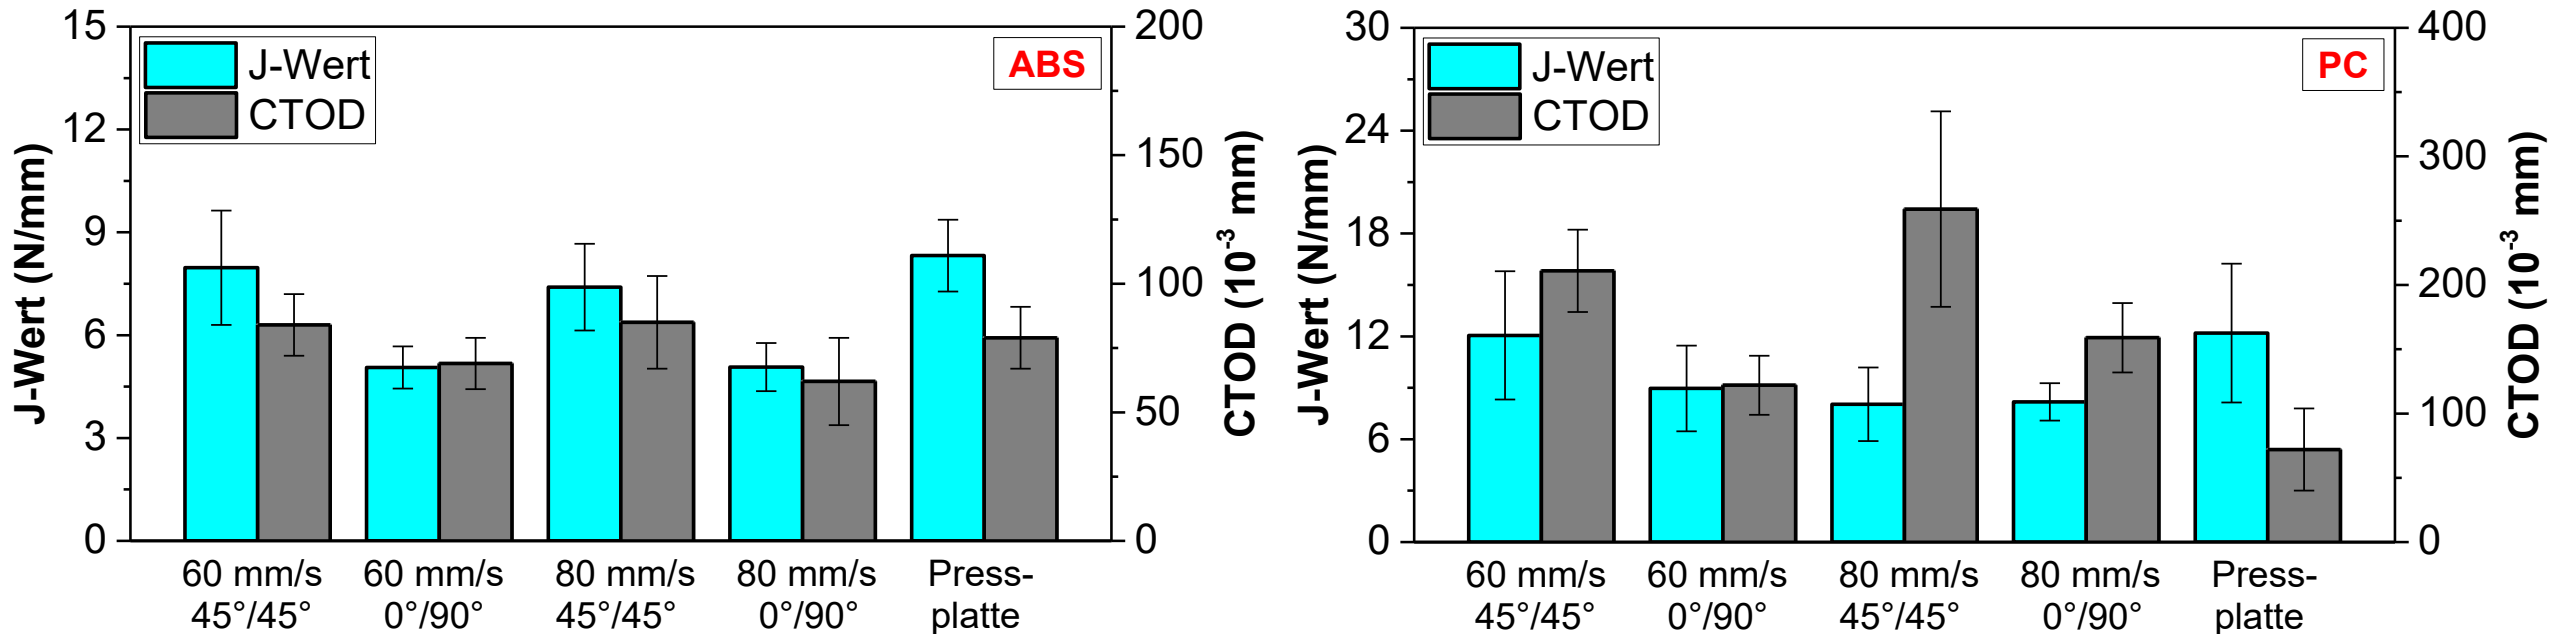 15
12
9
6
3
0
J-Wert (N/mm)
J-Wert
CTOD
ABS
200
150
100
50
0
CTOD (10⁻³ mm)
60 mm/s 60 mm/s 80 mm/s 80 mm/s Press-
45°/45° 0°/90° 45°/45° 0°/90° platte
30
24
18
12
6
0
J-Wert (N/mm)
J-Wert
CTOD
PC
400
300
200
100
0
CTOD (10⁻³ mm)
60 mm/s 60 mm/s 80 mm/s 80 mm/s Press-
45°/45° 0°/90° 45°/45° 0°/90° platte